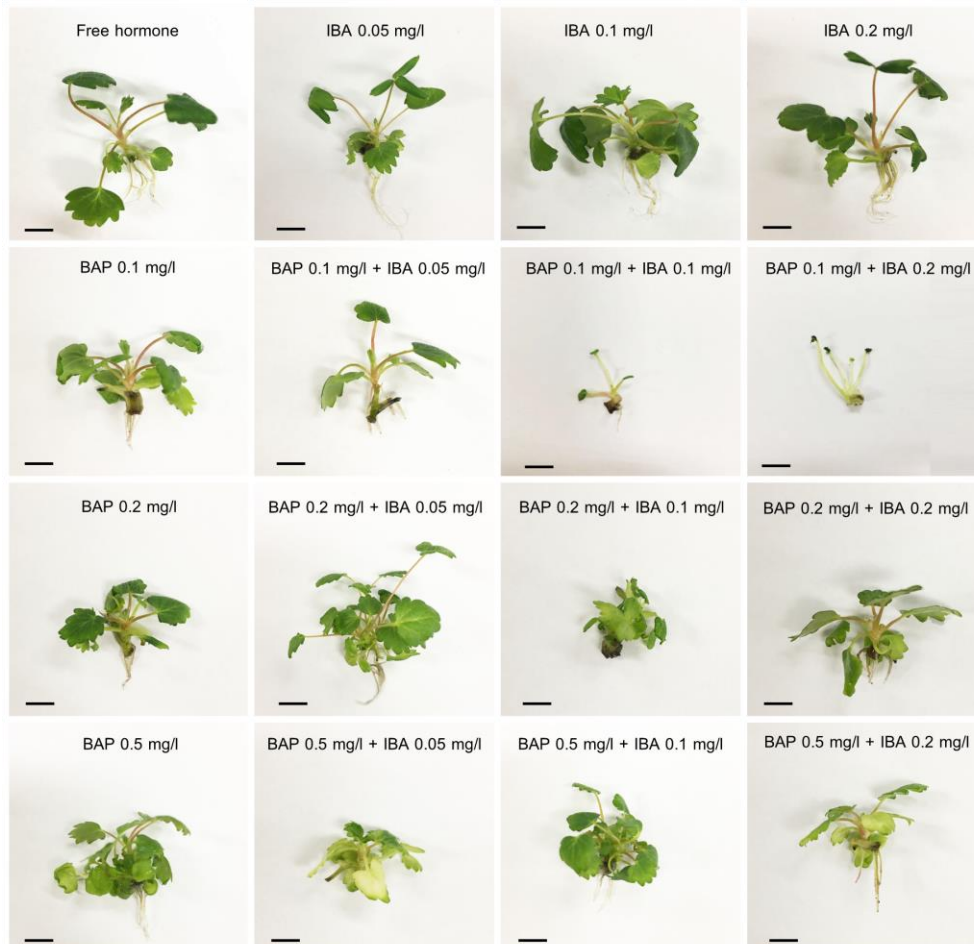 Free hormone
IBA 0.05 mg/l
IBA 0.1 mg/l
IBA 0.2 mg/l
BAP 0.1 mg/l
BAP 0.1 mg/l + IBA 0.05 mg/l
BAP 0.1 mg/l + IBA 0.1 mg/l
BAP 0.1 mg/l + IBA 0.2 mg/l
BAP 0.2 mg/l
BAP 0.2 mg/l + IBA 0.05 mg/l
BAP 0.2 mg/l + IBA 0.1 mg/l
BAP 0.2 mg/l + IBA 0.2 mg/l
BAP 0.5 mg/l
BAP 0.5 mg/l + IBA 0.05 mg/l
BAP 0.5 mg/l + IBA 0.1 mg/l
BAP 0.5 mg/l + IBA 0.2 mg/l